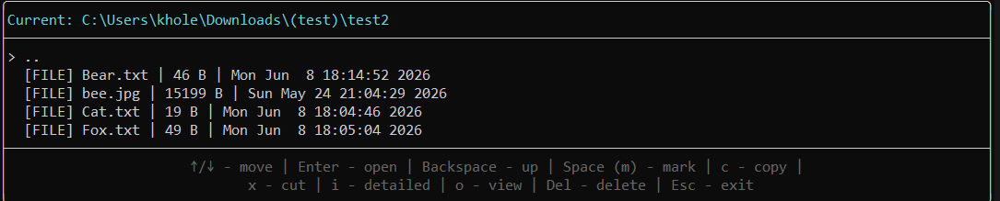 Current: C:\Users\khole\Downloads\(test)\test2
> ..
[FILE] Bear.txt | 46 B | Mon Jun  8 18:14:52 2026
[FILE] bee.jpg | 15199 B | Sun May 24 21:04:29 2026
[FILE] Cat.txt | 19 B | Mon Jun  8 18:04:46 2026
[FILE] Fox.txt | 49 B | Mon Jun  8 18:05:04 2026
↑/↓ - move | Enter - open | Backspace - up | Space (m) - mark | c - copy |
x - cut | i - detailed | o - view | Del - delete | Esc - exit